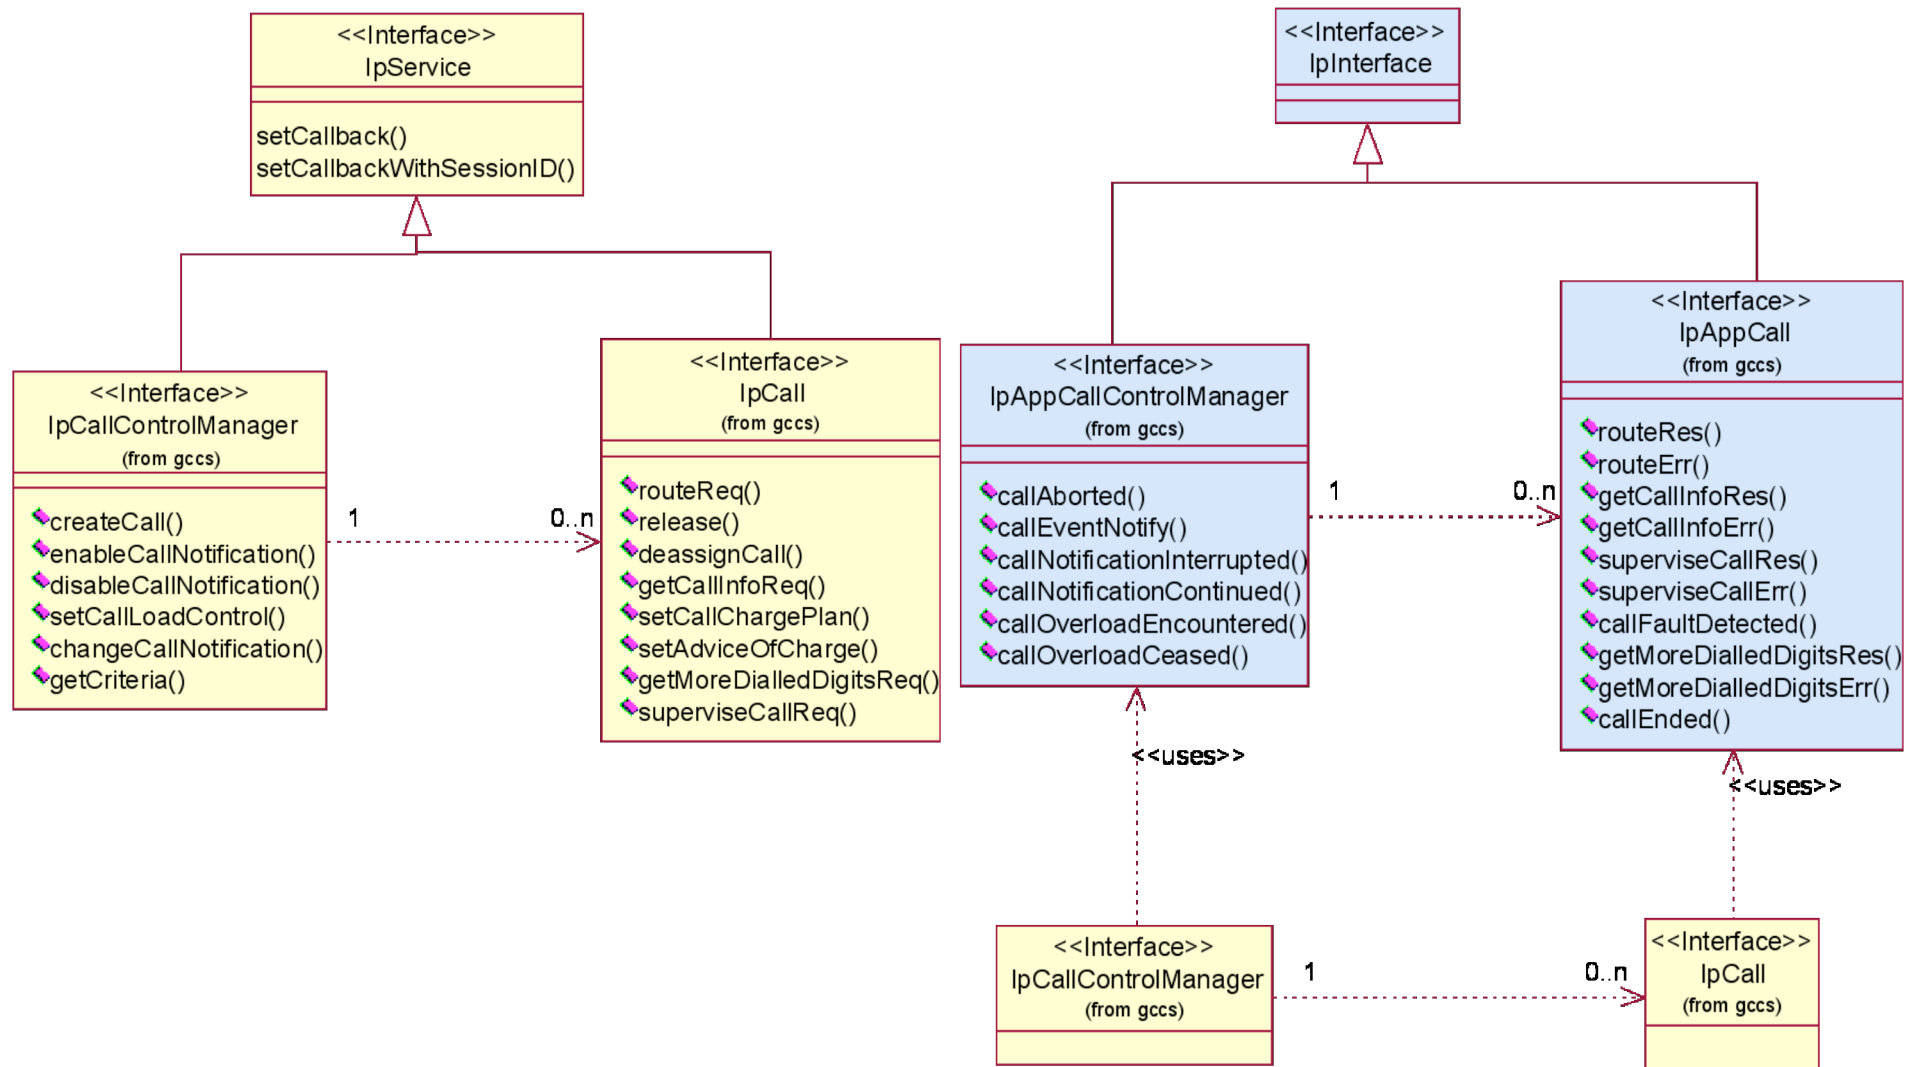 <<Interface>>
IpService
setCallback()
setCallbackWithSessionID()
<<Interface>>
IpInterface
<<Interface>>
IpCallControlManager
(from gccs)
createCall()
enableCallNotification()
disableCallNotification()
setCallLoadControl()
changeCallNotification()
getCriteria()
1
0..n
<<Interface>>
IpCall
(from gccs)
routeReq()
release()
deassignCall()
getCallInfoReq()
setCallChargePlan()
setAdviceOfCharge()
getMoreDialledDigitsReq()
superviseCallReq()
<<Interface>>
IpAppCallControlManager
(from gccs)
callAborted()
callEventNotify()
callNotificationInterrupted()
callNotificationContinued()
callOverloadEncountered()
callOverloadCeased()
1
0..n
<<Interface>>
IpAppCall
(from gccs)
routeRes()
routeErr()
getCallInfoRes()
getCallInfoErr()
superviseCallRes()
superviseCallErr()
callFaultDetected()
getMoreDialledDigitsRes()
getMoreDialledDigitsErr()
callEnded()
<<uses>>
<<uses>>
<<Interface>>
IpCallControlManager
(from gccs)
1
0..n
<<Interface>>
IpCall
(from gccs)